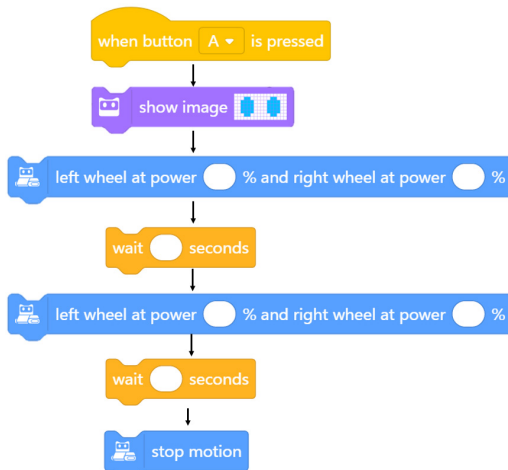 when button A is pressed
show image
left wheel at power % and right wheel at power %
wait seconds
left wheel at power % and right wheel at power %
wait seconds
stop motion